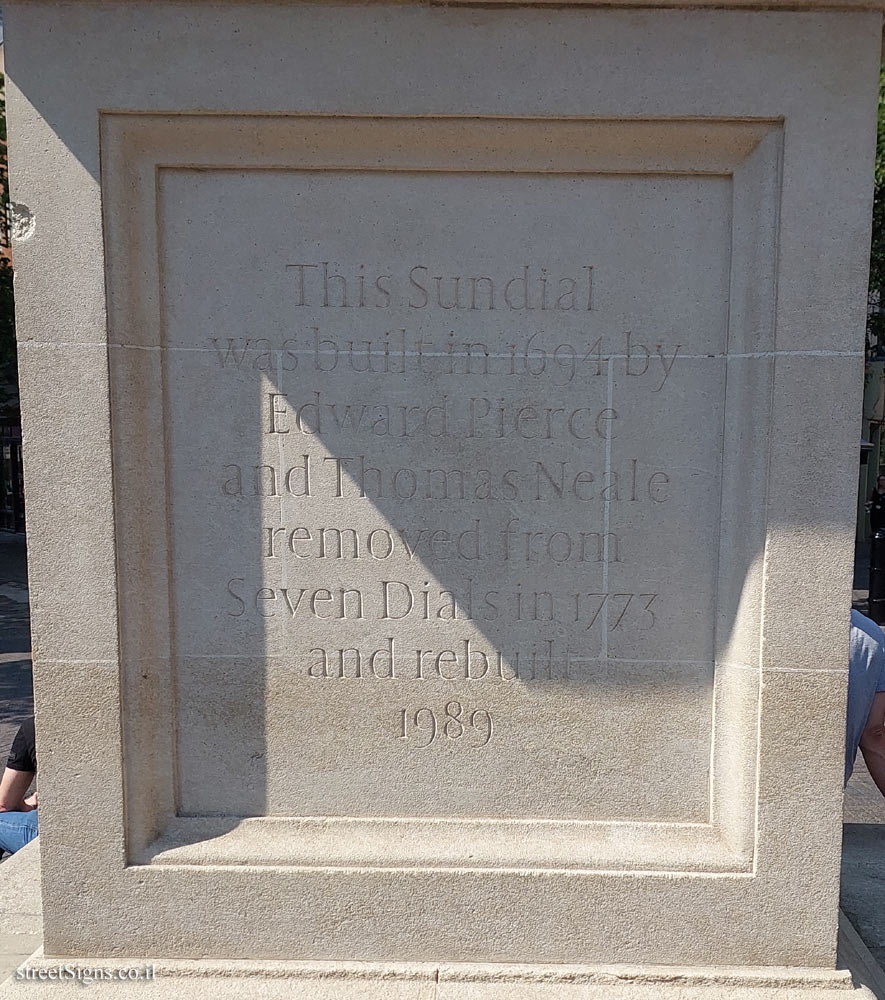 This Sundial
was built in 1694 by
Edward Pierce
and Thomas Neale
removed from
Seven Dials in 1773
and rebuilt
1989
streetSigns.co.il